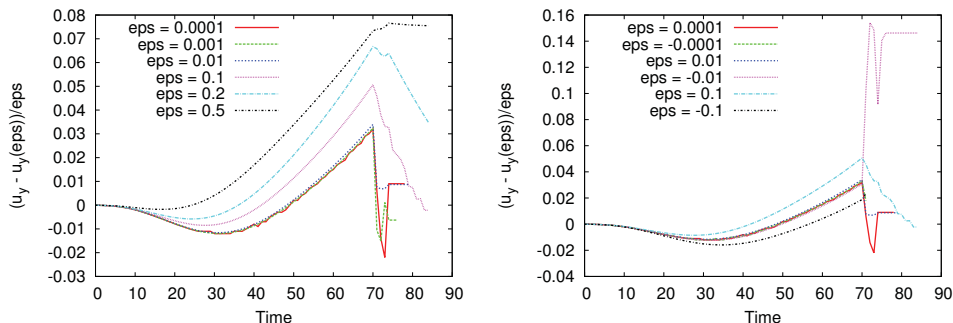 0.08
0.07
0.06
0.05
0.04
0.03
0.02
0.01
0
-0.01
-0.02
-0.03
(u_y - u_y(eps))/eps
eps = 0.0001
eps = 0.001
eps = 0.01
eps = 0.1
eps = 0.2
eps = 0.5
0 10 20 30 40 50 60 70 80 90
Time
0.16
0.14
0.12
0.1
0.08
0.06
0.04
0.02
0
-0.02
-0.04
(u_y - u_y(eps))/eps
eps = 0.0001
eps = -0.0001
eps = 0.01
eps = -0.01
eps = 0.1
eps = -0.1
0 10 20 30 40 50 60 70 80 90
Time